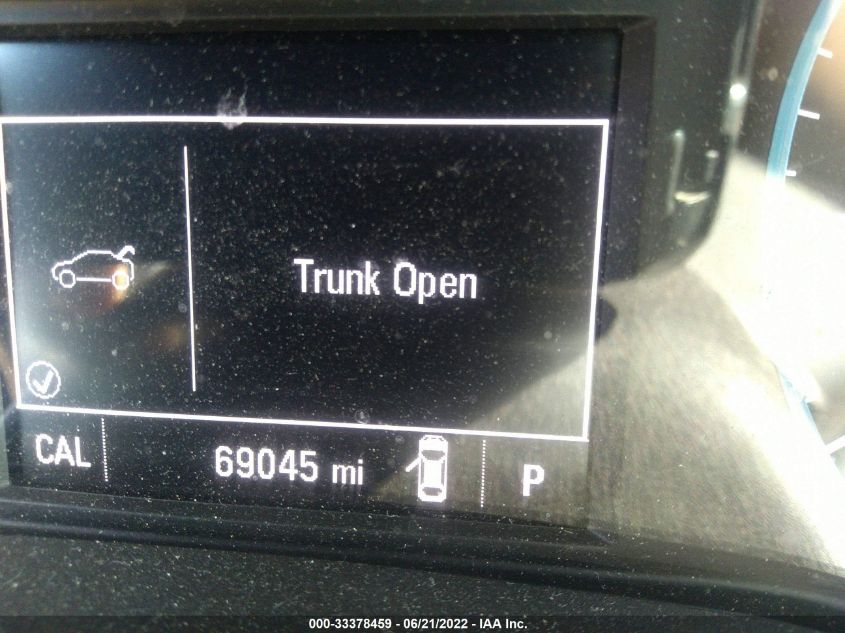 Trunk Open
CAL 69045 mi P
000-33378459 - 06/21/2022 - IAA Inc.